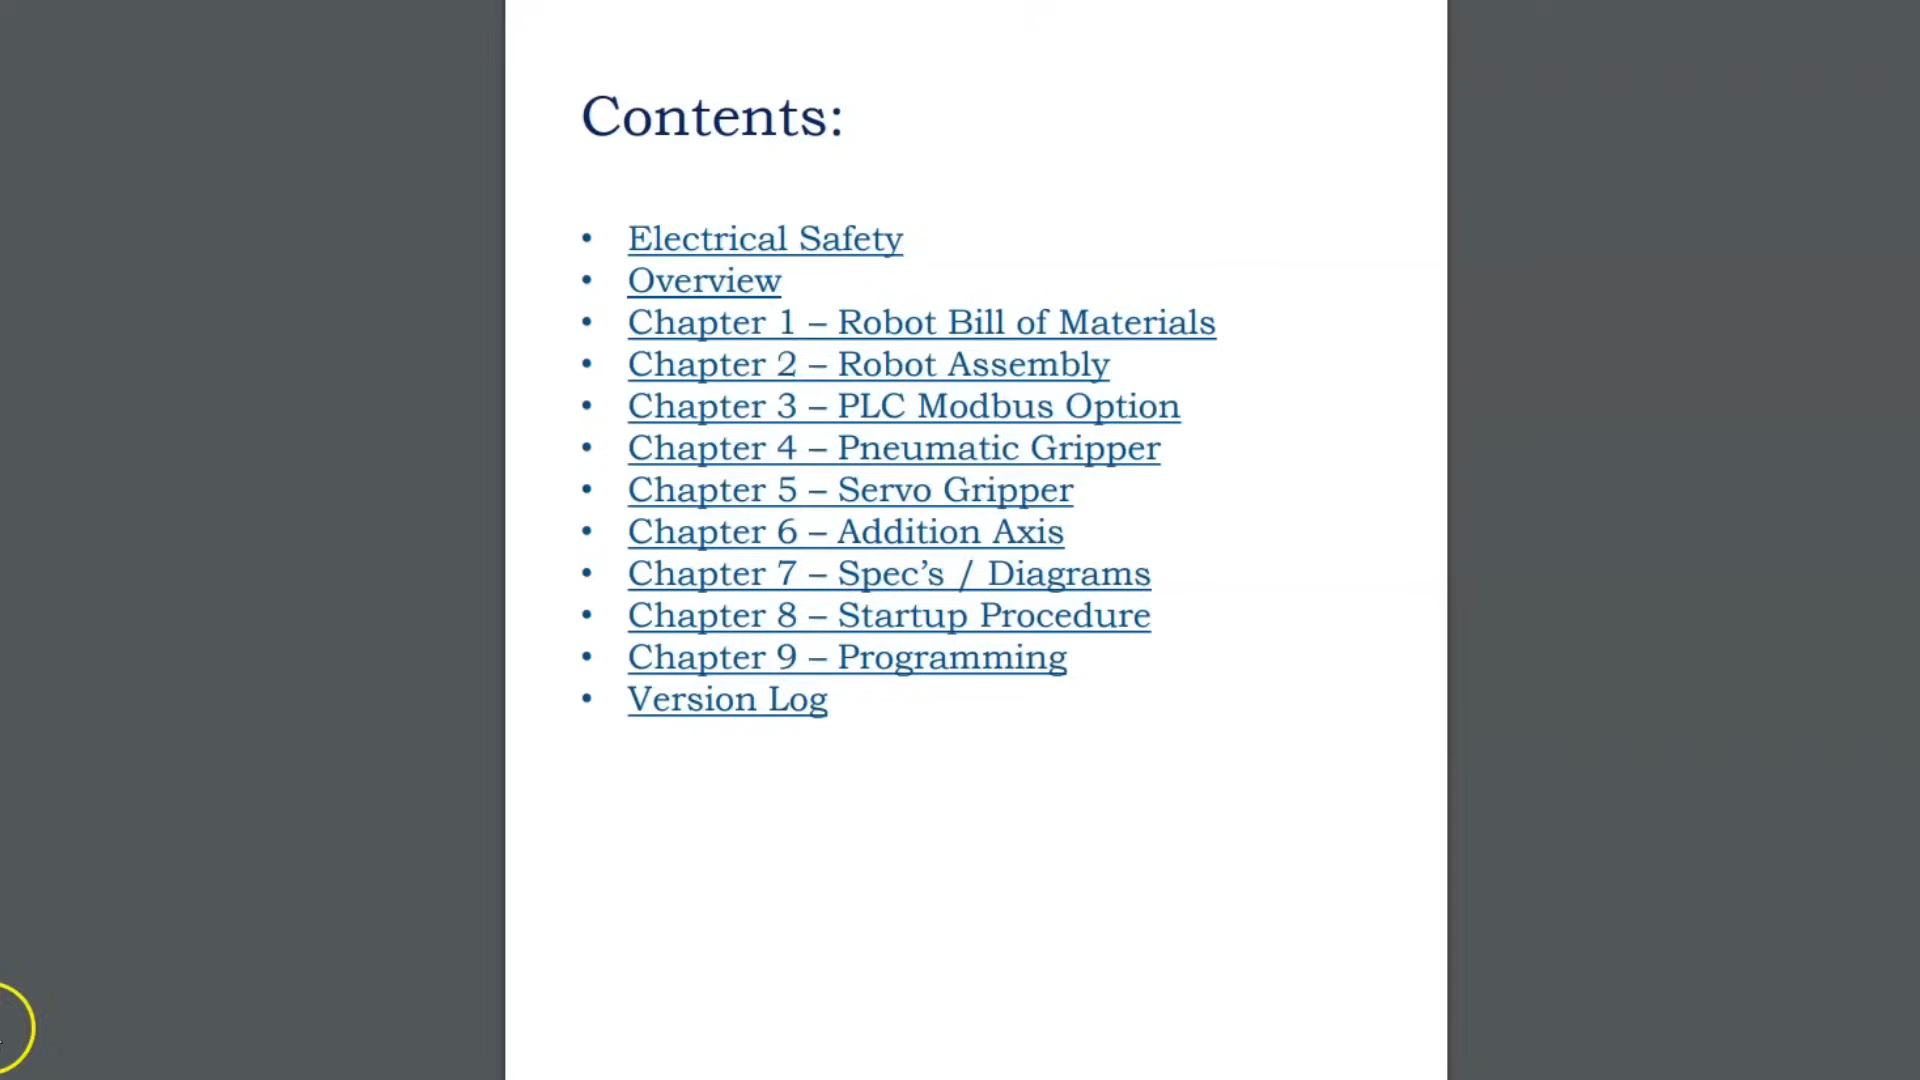 Contents:
• Electrical Safety
• Overview
• Chapter 1 – Robot Bill of Materials
• Chapter 2 – Robot Assembly
• Chapter 3 – PLC Modbus Option
• Chapter 4 – Pneumatic Gripper
• Chapter 5 – Servo Gripper
• Chapter 6 – Addition Axis
• Chapter 7 – Spec’s / Diagrams
• Chapter 8 – Startup Procedure
• Chapter 9 – Programming
• Version Log